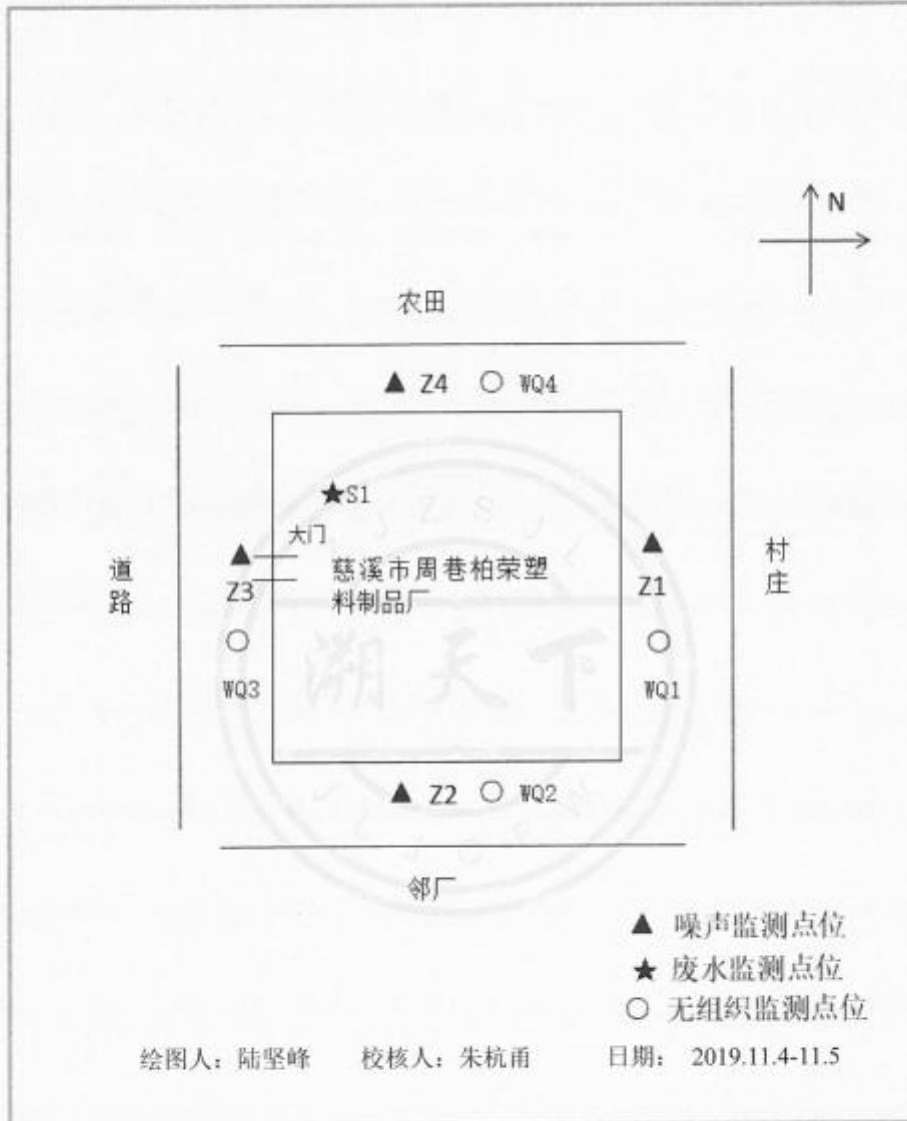 N
农田
Z4
WQ4
S1
大门
慈溪市周巷柏荣塑
料制品厂
道路
Z3
WQ3
Z1
WQ1
村庄
溯天下
Z2
WQ2
邻厂
噪声监测点位
废水监测点位
无组织监测点位
绘图人：陆坚峰 校核人：朱杭甬 日期： 2019.11.4-11.5